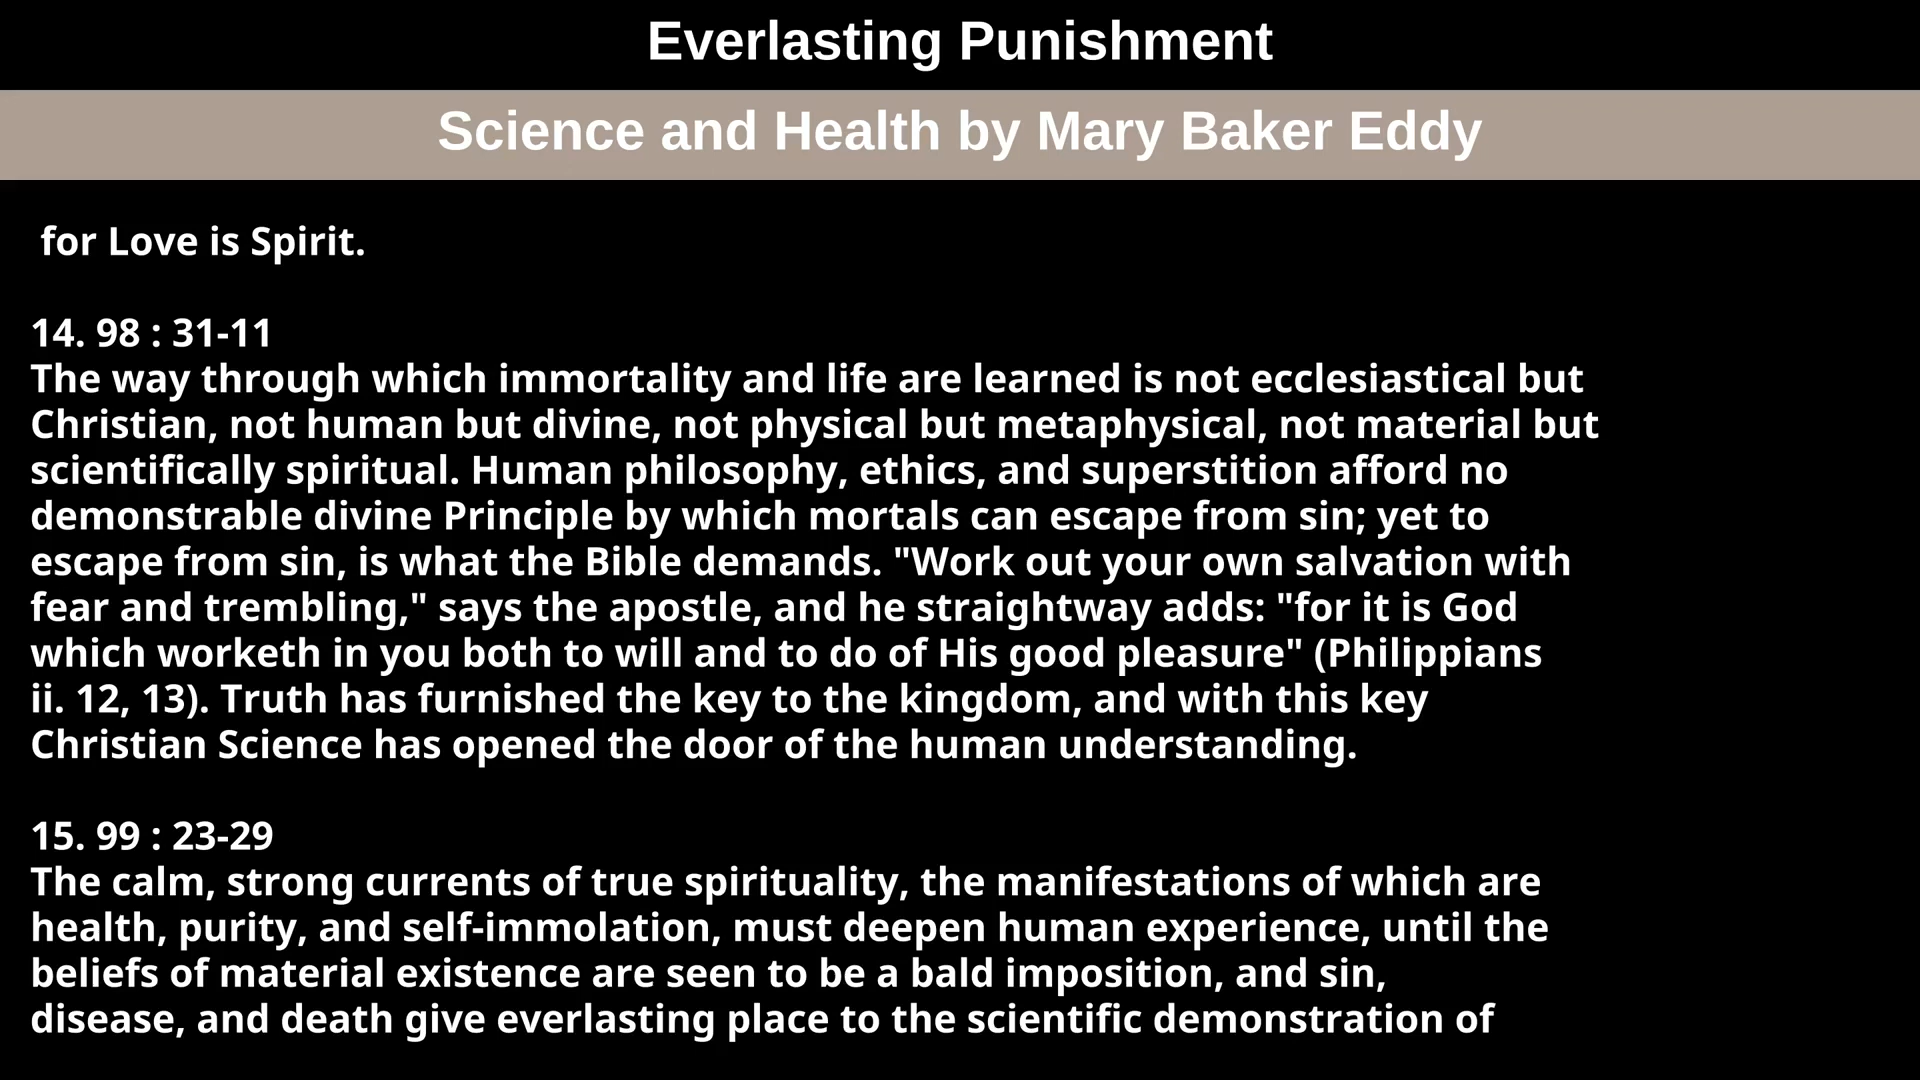 Everlasting Punishment
Science and Health by Mary Baker Eddy
for Love is Spirit.
14. 98 : 31-11
The way through which immortality and life are learned is not ecclesiastical but
Christian, not human but divine, not physical but metaphysical, not material but
scientifically spiritual. Human philosophy, ethics, and superstition afford no
demonstrable divine Principle by which mortals can escape from sin; yet to
escape from sin, is what the Bible demands. "Work out your own salvation with
fear and trembling," says the apostle, and he straightway adds: "for it is God
which worketh in you both to will and to do of His good pleasure" (Philippians
ii. 12, 13). Truth has furnished the key to the kingdom, and with this key
Christian Science has opened the door of the human understanding.
15. 99 : 23-29
The calm, strong currents of true spirituality, the manifestations of which are
health, purity, and self-immolation, must deepen human experience, until the
beliefs of material existence are seen to be a bald imposition, and sin,
disease, and death give everlasting place to the scientific demonstration of